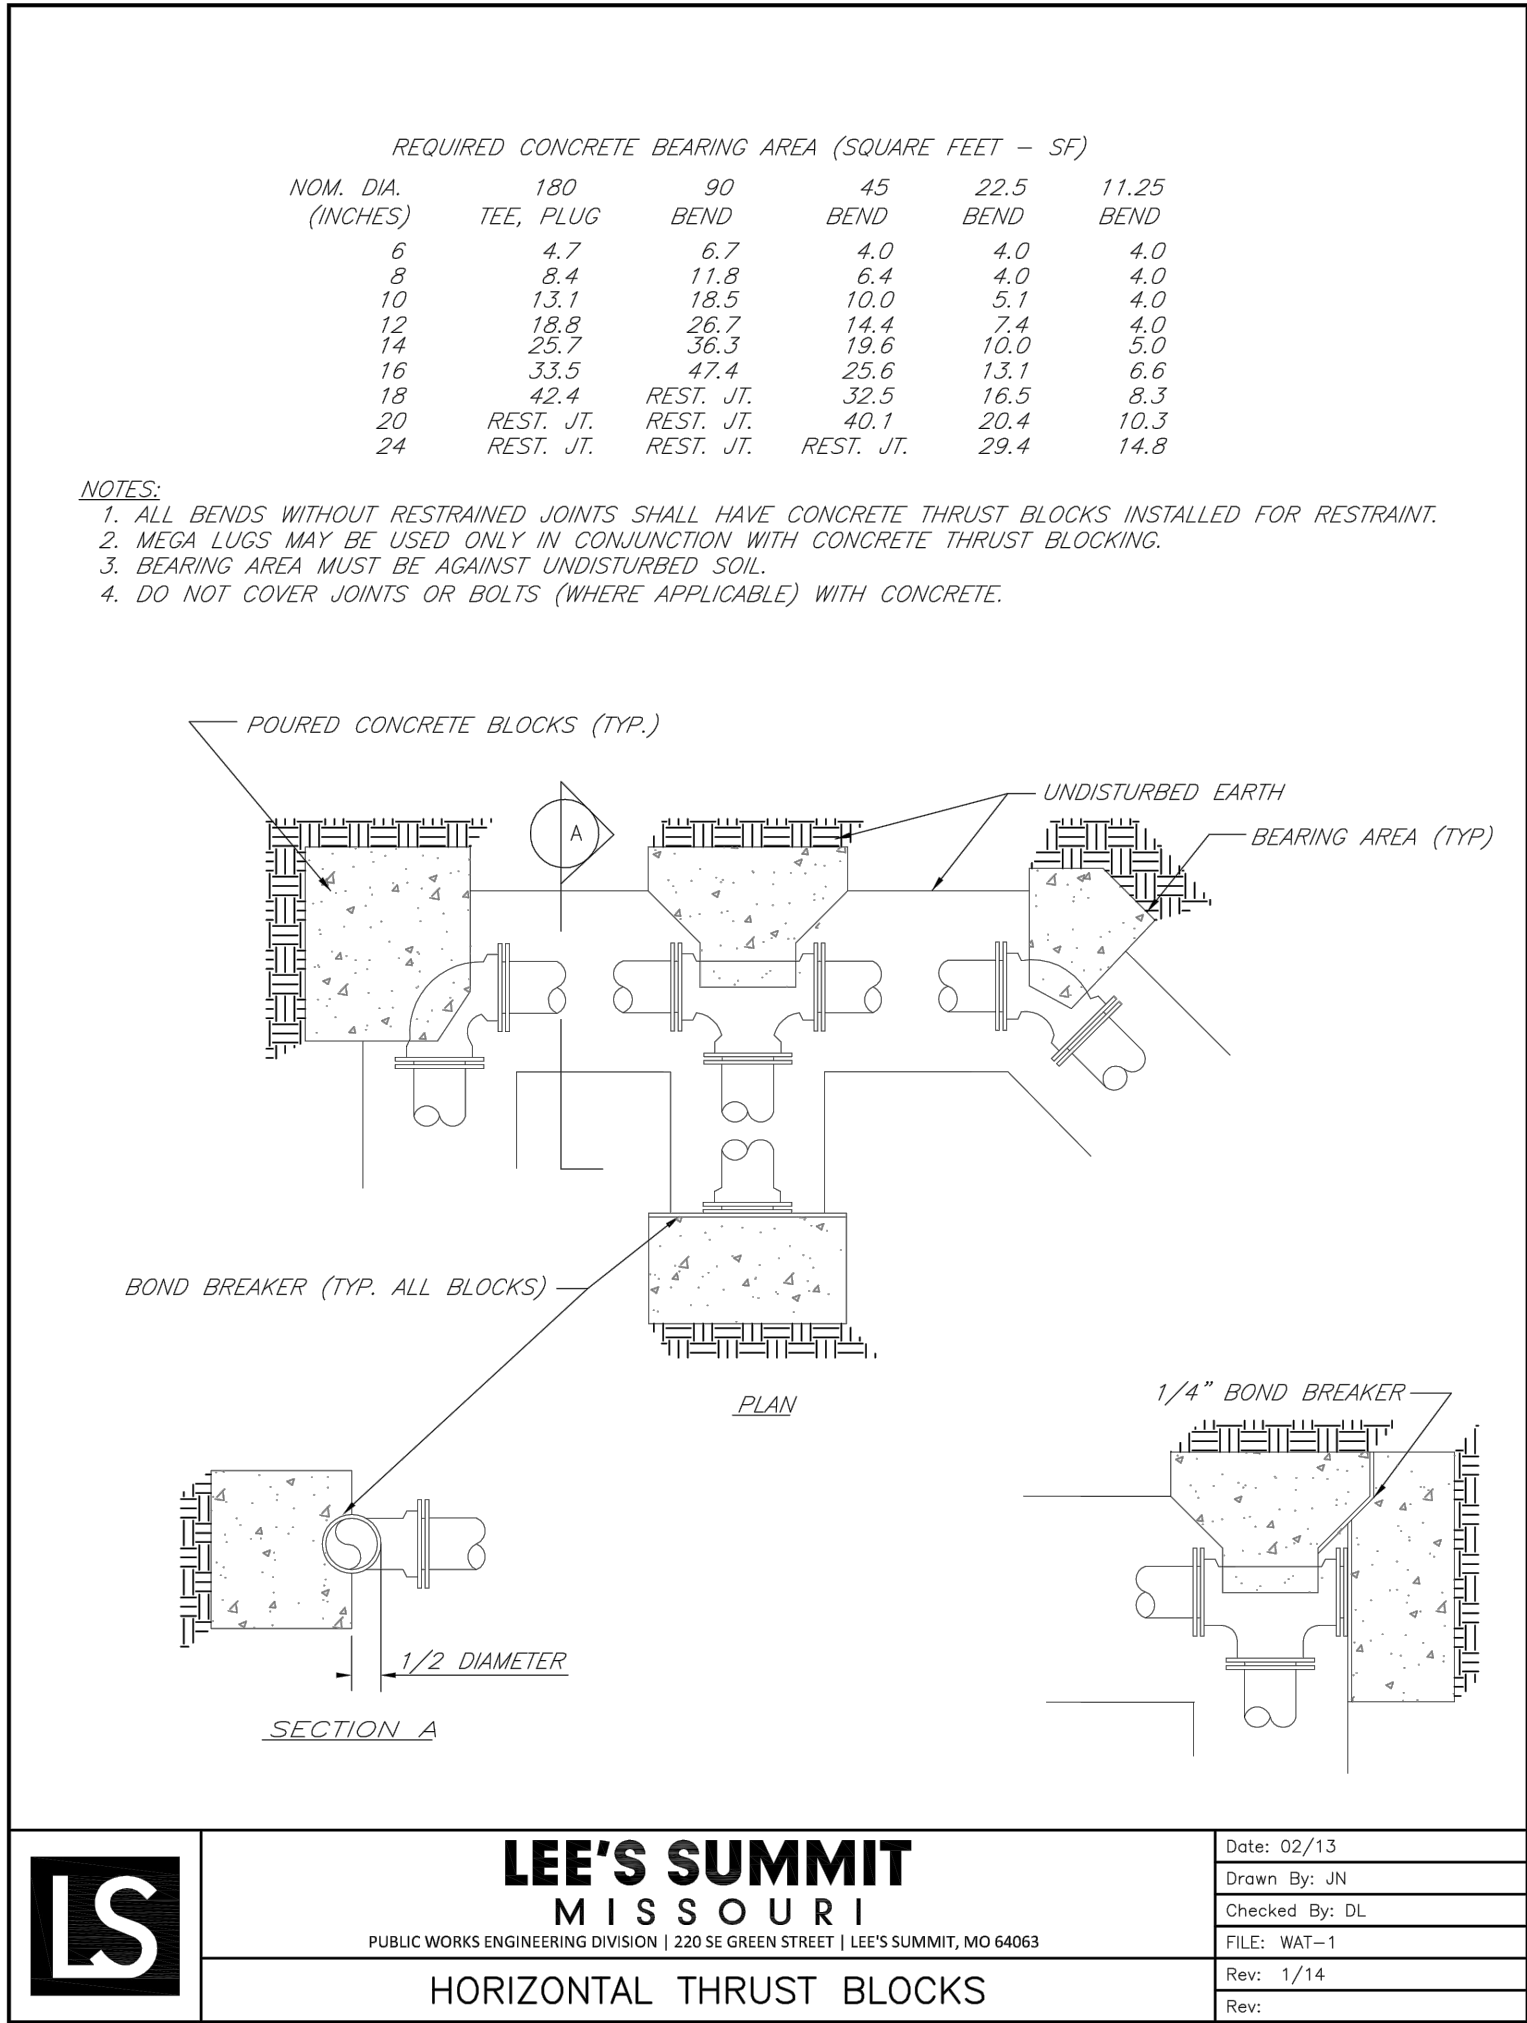 REQUIRED CONCRETE BEARING AREA (SQUARE FEET – SF)
NOM. DIA. 180 90 45 22.5 11.25
(INCHES) TEE, PLUG BEND BEND BEND BEND
6 4.7 6.7 4.0 4.0 4.0
8 8.4 11.8 6.4 4.0 4.0
10 13.1 18.5 10.0 5.1 4.0
12 18.8 26.7 14.4 7.4 4.0
14 25.7 36.3 19.6 10.0 5.0
16 33.5 47.4 25.6 13.1 6.6
18 42.4 REST. JT. 32.5 16.5 8.3
20 REST. JT. REST. JT. 40.1 20.4 10.3
24 REST. JT. REST. JT. REST. JT. 29.4 14.8
NOTES:
1. ALL BENDS WITHOUT RESTRAINED JOINTS SHALL HAVE CONCRETE THRUST BLOCKS INSTALLED FOR RESTRAINT.
2. MEGA LUGS MAY BE USED ONLY IN CONJUNCTION WITH CONCRETE THRUST BLOCKING.
3. BEARING AREA MUST BE AGAINST UNDISTURBED SOIL.
4. DO NOT COVER JOINTS OR BOLTS (WHERE APPLICABLE) WITH CONCRETE.
POURED CONCRETE BLOCKS (TYP.)
UNDISTURBED EARTH
A
BEARING AREA (TYP)
BOND BREAKER (TYP. ALL BLOCKS)
PLAN
1/4" BOND BREAKER
1/2 DIAMETER
SECTION A
LS
LEE'S SUMMIT
MISSOURI
PUBLIC WORKS ENGINEERING DIVISION | 220 SE GREEN STREET | LEE'S SUMMIT, MO 64063
HORIZONTAL THRUST BLOCKS
Date: 02/13
Drawn By: JN
Checked By: DL
FILE: WAT-1
Rev: 1/14
Rev: